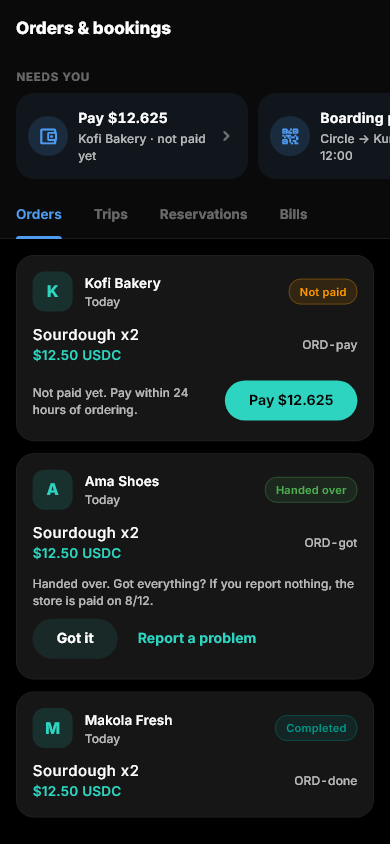 Orders & bookings
NEEDS YOU
Pay $12.625
Kofi Bakery · not paid
yet
Boarding
Circle →
12:00
Orders
Trips
Reservations
Bills
K
Kofi Bakery
Today
Not paid
Sourdough x2
$12.50 USDC
ORD-pay
Not paid yet. Pay within 24
hours of ordering.
Pay $12.625
A
Ama Shoes
Today
Handed over
Sourdough x2
$12.50 USDC
ORD-got
Handed over. Got everything? If you report nothing, the
store is paid on 8/12.
Got it
Report a problem
M
Makola Fresh
Today
Completed
Sourdough x2
$12.50 USDC
ORD-done